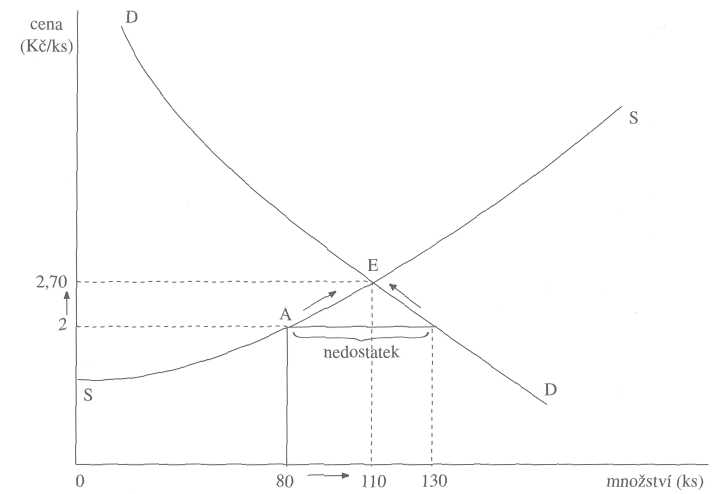 cena
(Kč/ks)
D
S
E
2,70
A
2
nedostatek
S
D
0
80
110
130
množství (ks)